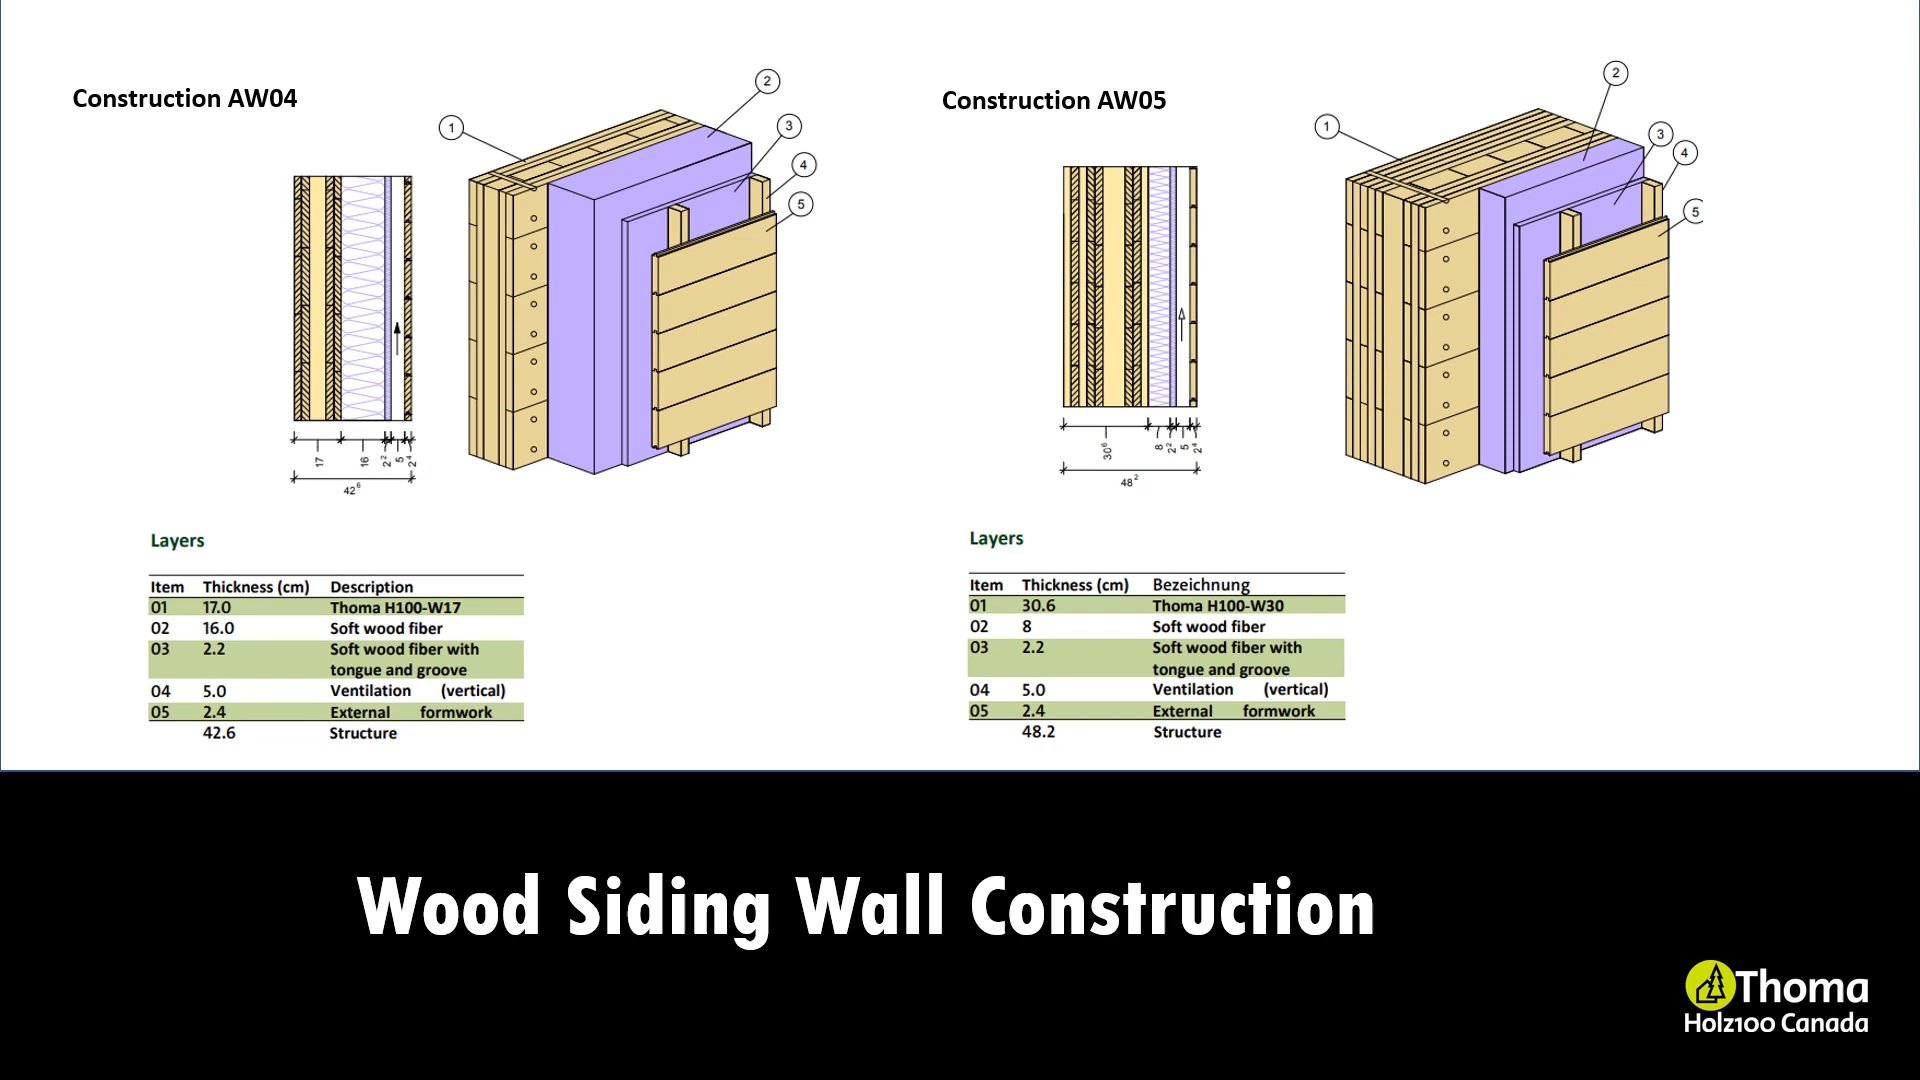 Construction AW04
1
2
3
4
5
17
16
2²
5
2⁴
42⁶
Layers
Item Thickness (cm) Description
01 17.0 Thoma H100-W17
02 16.0 Soft wood fiber
03 2.2 Soft wood fiber with
tongue and groove
04 5.0 Ventilation (vertical)
05 2.4 External formwork
42.6 Structure
Construction AW05
1
2
3
4
5
30⁶
8
2²
5
2⁴
48²
Layers
Item Thickness (cm) Bezeichnung
01 30.6 Thoma H100-W30
02 8 Soft wood fiber
03 2.2 Soft wood fiber with
tongue and groove
04 5.0 Ventilation (vertical)
05 2.4 External formwork
48.2 Structure
Wood Siding Wall Construction
Thoma
Holz100 Canada